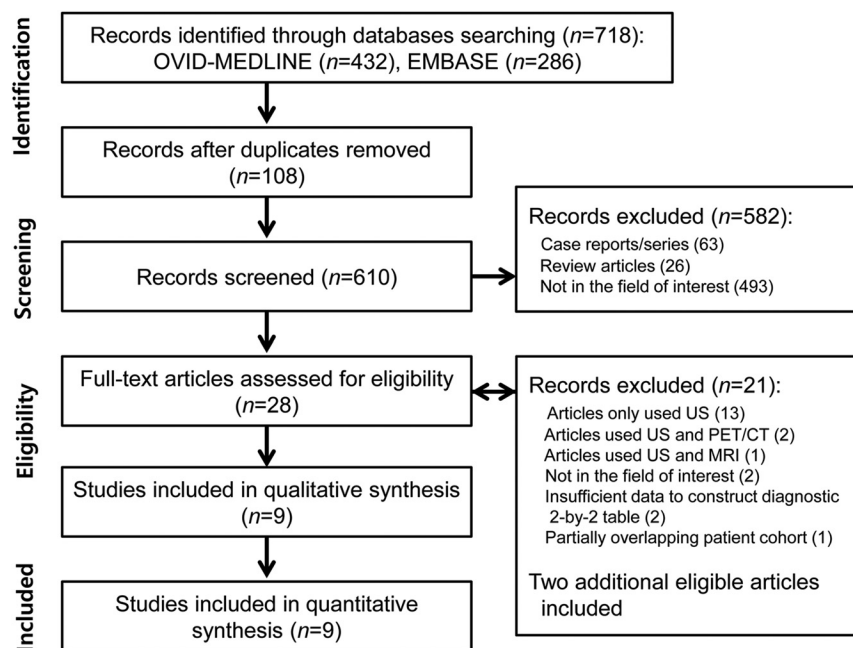 Identification
Records identified through databases searching (n=718):
OVID-MEDLINE (n=432), EMBASE (n=286)
Records after duplicates removed
(n=108)
Screening
Records screened (n=610)
Records excluded (n=582):
Case reports/series (63)
Review articles (26)
Not in the field of interest (493)
Eligibility
Full-text articles assessed for eligibility
(n=28)
Records excluded (n=21):
Articles only used US (13)
Articles used US and PET/CT (2)
Articles used US and MRI (1)
Not in the field of interest (2)
Insufficient data to construct diagnostic
2-by-2 table (2)
Partially overlapping patient cohort (1)
Two additional eligible articles
included
Studies included in qualitative synthesis
(n=9)
Included
Studies included in quantitative
synthesis (n=9)